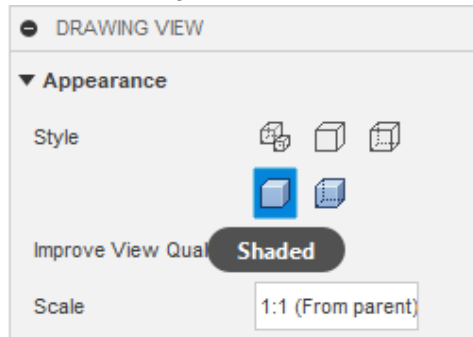 DRAWING VIEW
Appearance
Style
Improve View Qual
Shaded
Scale
1:1 (From parent)